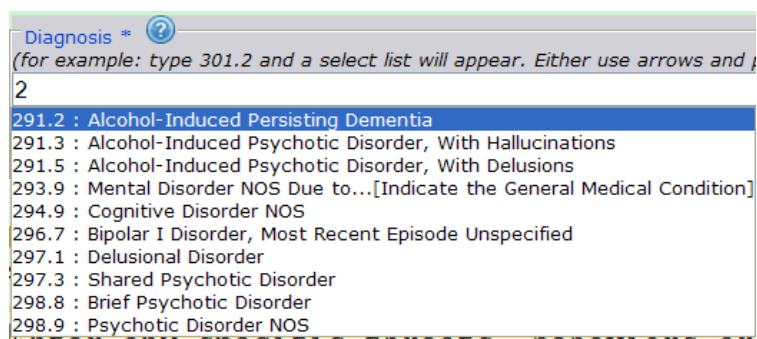 Diagnosis * ?
(for example: type 301.2 and a select list will appear. Either use arrows and
2
291.2 : Alcohol-Induced Persisting Dementia
291.3 : Alcohol-Induced Psychotic Disorder, With Hallucinations
291.5 : Alcohol-Induced Psychotic Disorder, With Delusions
293.9 : Mental Disorder NOS Due to...[Indicate the General Medical Condition]
294.9 : Cognitive Disorder NOS
296.7 : Bipolar I Disorder, Most Recent Episode Unspecified
297.1 : Delusional Disorder
297.3 : Shared Psychotic Disorder
298.8 : Brief Psychotic Disorder
298.9 : Psychotic Disorder NOS